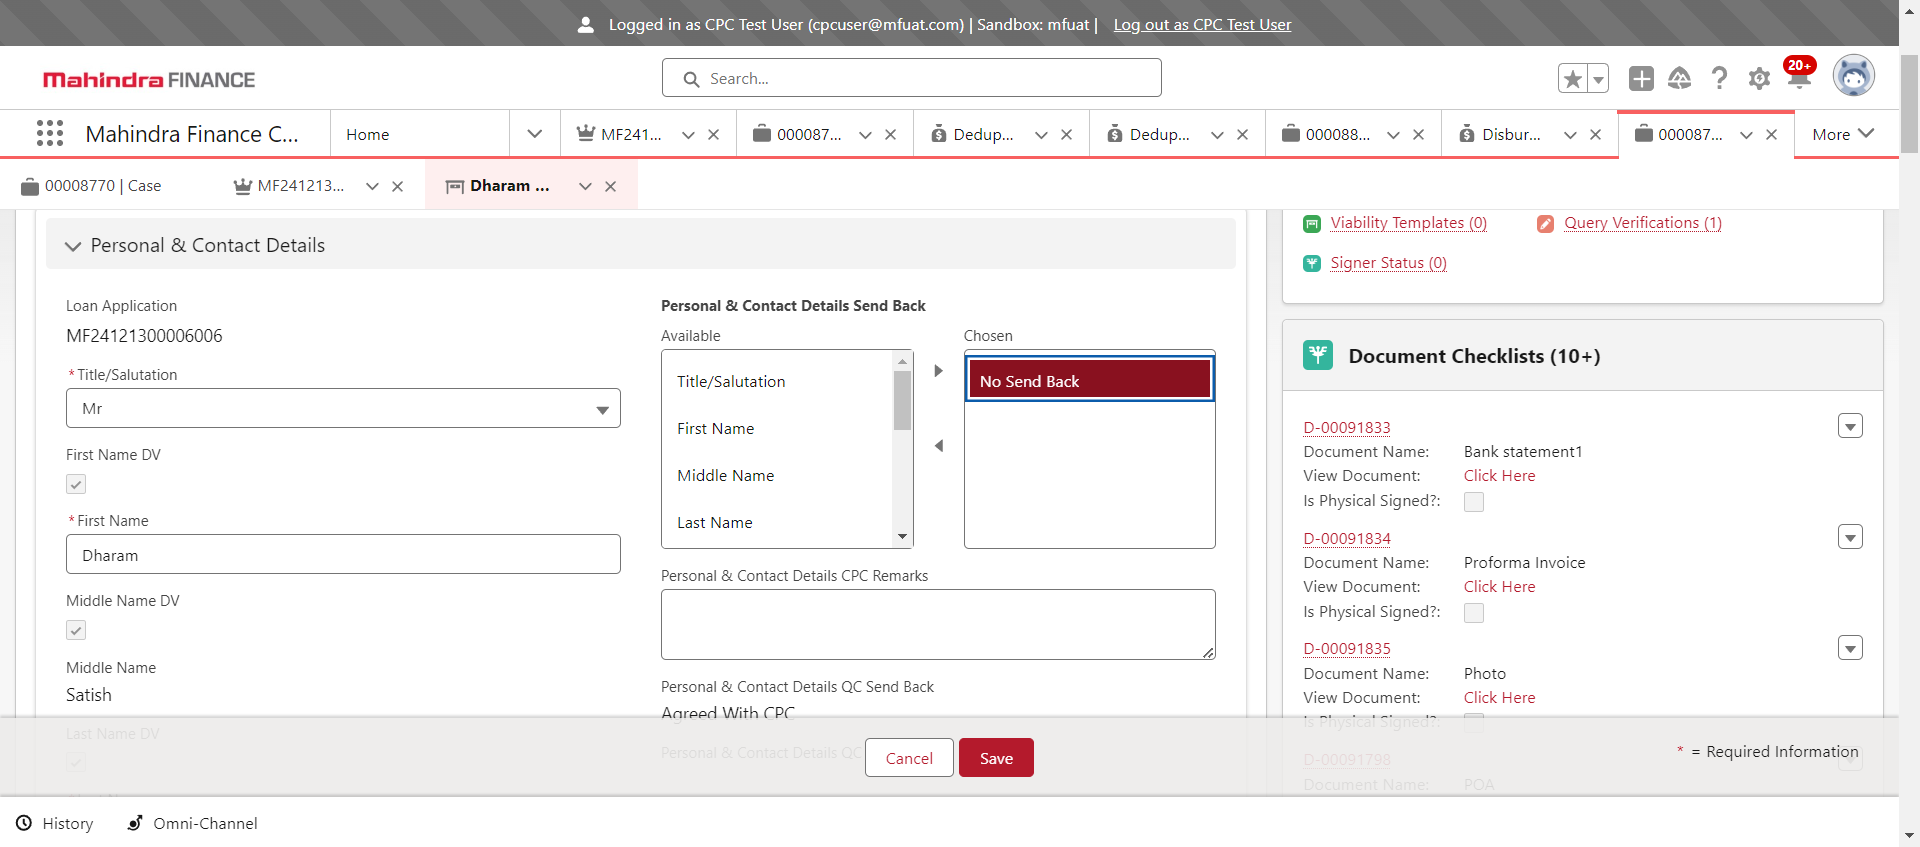 Logged in as CPC Test User (cpcuser@mfuat.com) | Sandbox: mfuat | Log out as CPC Test User
Mahindra FINANCE
Search...
20+
Mahindra Finance C...
Home
MF241...
000087...
Dedup...
Dedup...
000088...
Disbur...
000087...
More
00008770 | Case
MF241213...
Dharam ...
Personal & Contact Details
Loan Application
MF24121300006006
*Title/Salutation
Mr
First Name DV
*First Name
Dharam
Middle Name DV
Middle Name
Satish
Last Name DV
Personal & Contact Details Send Back
Available
Chosen
Title/Salutation
First Name
Middle Name
Last Name
No Send Back
Personal & Contact Details CPC Remarks
Personal & Contact Details QC Send Back
Agreed With CPC
Personal & Contact Details QC
Cancel
Save
* = Required Information
Viability Templates (0)
Query Verifications (1)
Signer Status (0)
Document Checklists (10+)
D-00091833
Document Name: Bank statement1
View Document: Click Here
Is Physical Signed?:
D-00091834
Document Name: Proforma Invoice
View Document: Click Here
Is Physical Signed?:
D-00091835
Document Name: Photo
View Document: Click Here
Is Physical Signed?:
D-00091798
Document Name: POA
History
Omni-Channel